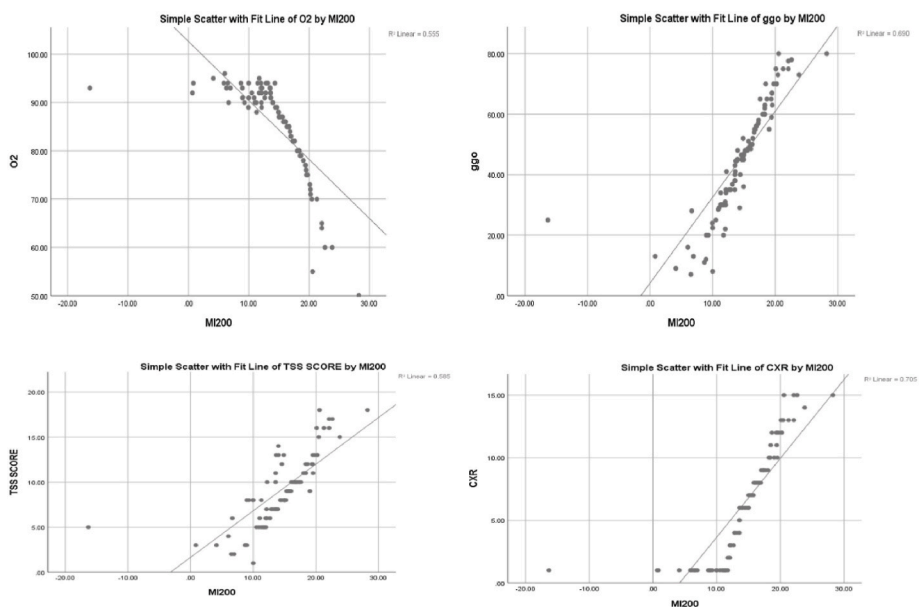 Simple Scatter with Fit Line of O2 by MI200
R² Linear = 0.555
100.00
90.00
80.00
70.00
60.00
50.00
O2
-20.00 -10.00 .00 10.00 20.00 30.00
MI200
Simple Scatter with Fit Line of ggo by MI200
R² Linear = 0.690
80.00
60.00
40.00
20.00
.00
ggo
-20.00 -10.00 .00 10.00 20.00 30.00
MI200
Simple Scatter with Fit Line of TSS SCORE by MI200
R² Linear =
20.00
15.00
10.00
5.00
.00
TSS SCORE
-20.00 -10.00 .00 10.00 20.00 30.00
MI200
Simple Scatter with Fit Line of CXR by MI200
R² Linear = 0.705
15.00
10.00
5.00
.00
CXR
-20.00 -10.00 .00 10.00 20.00 30.00
MI200